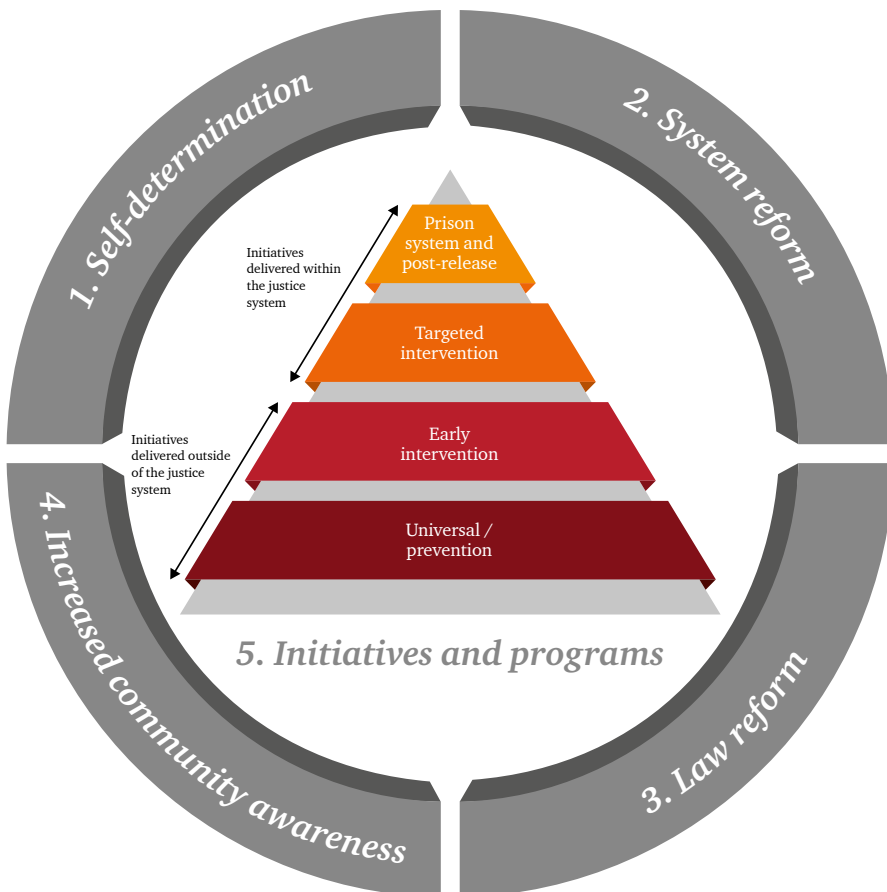 1. Self-determination
2. System reform
Prison
system and
post-release
Initiatives
delivered within
the justice
system
Targeted
intervention
Early
intervention
Initiatives
delivered outside
of the justice
system
Universal /
prevention
5. Initiatives and programs
4. Increased community awareness
3. Law reform